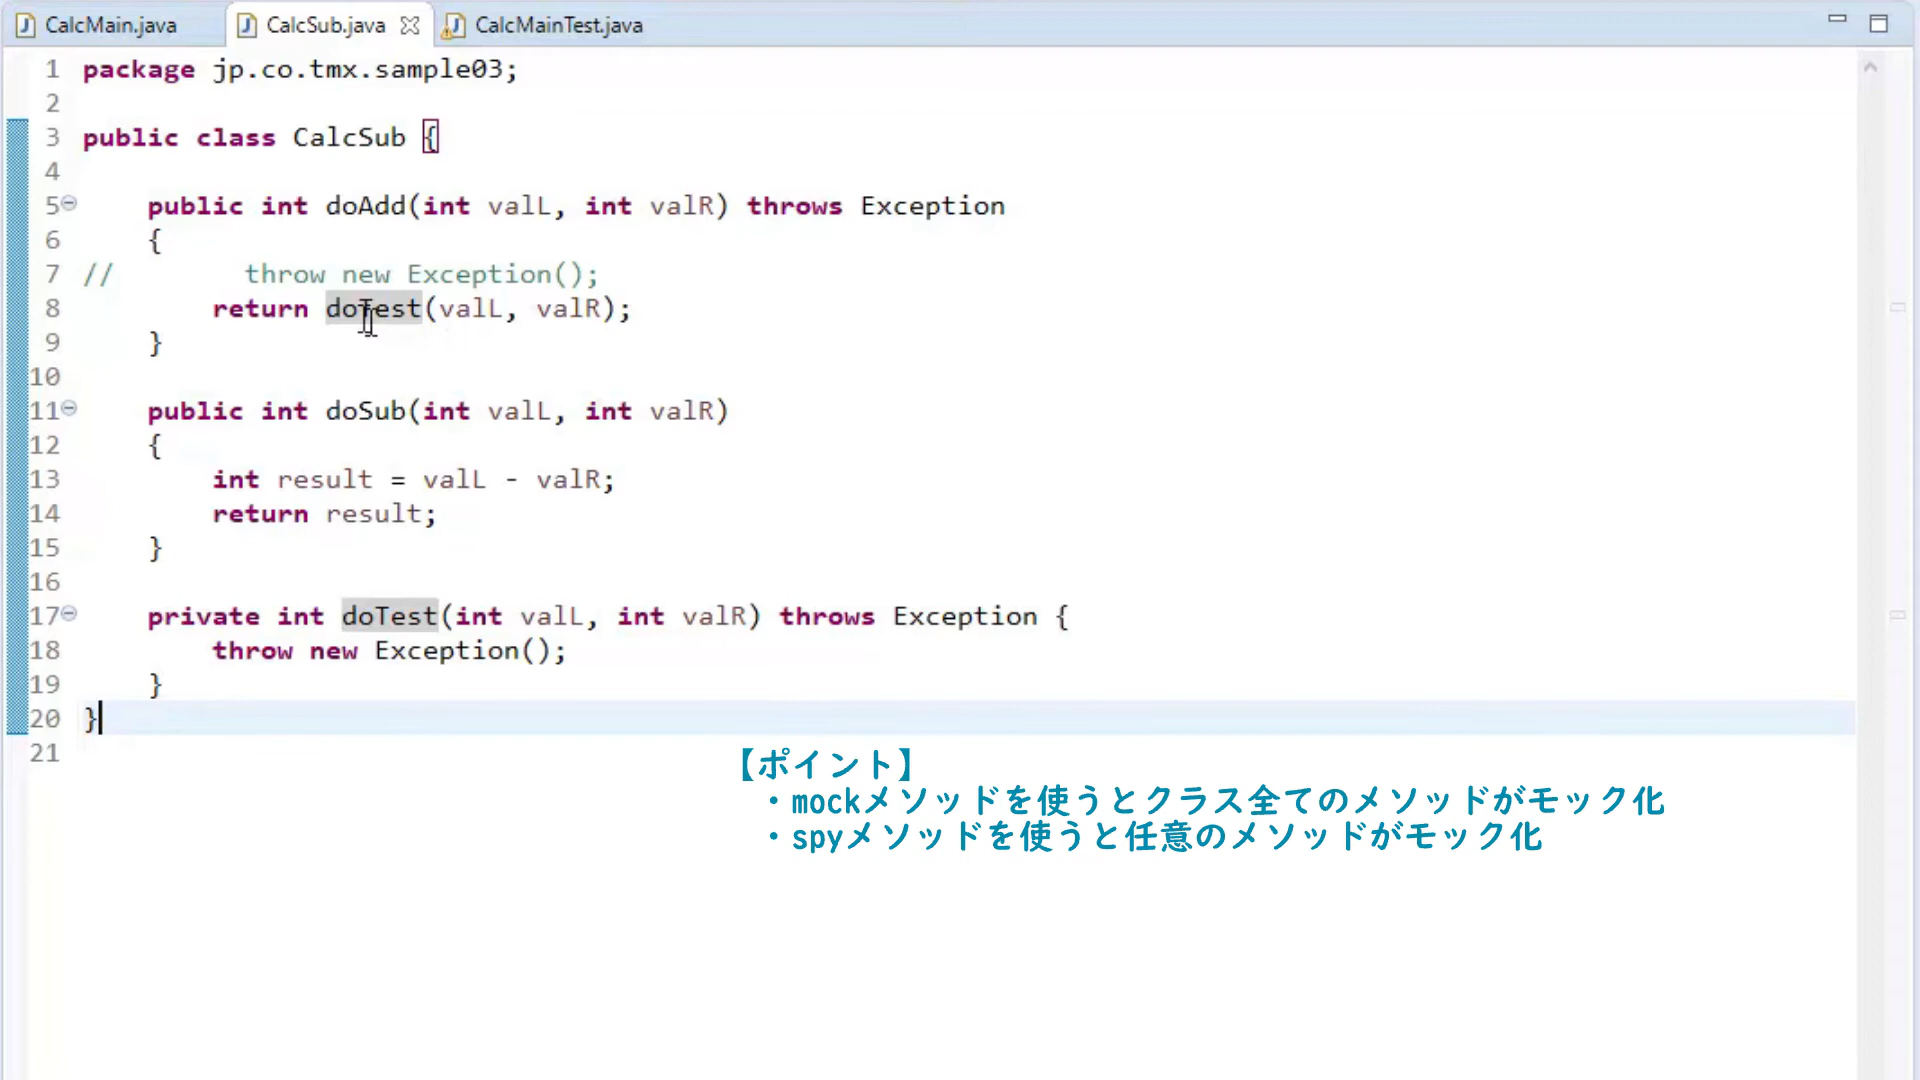 CalcMain.java CalcSub.java CalcMainTest.java
1 package jp.co.tmx.sample03;
2
3 public class CalcSub {
4
5 public int doAdd(int valL, int valR) throws Exception
6 {
7 // throw new Exception();
8 return doTest(valL, valR);
9 }
10
11 public int doSub(int valL, int valR)
12 {
13 int result = valL - valR;
14 return result;
15 }
16
17 private int doTest(int valL, int valR) throws Exception {
18 throw new Exception();
19 }
20 }
21
【ポイント】
・mockメソッドを使うとクラス全てのメソッドがモック化
・spyメソッドを使うと任意のメソッドがモック化